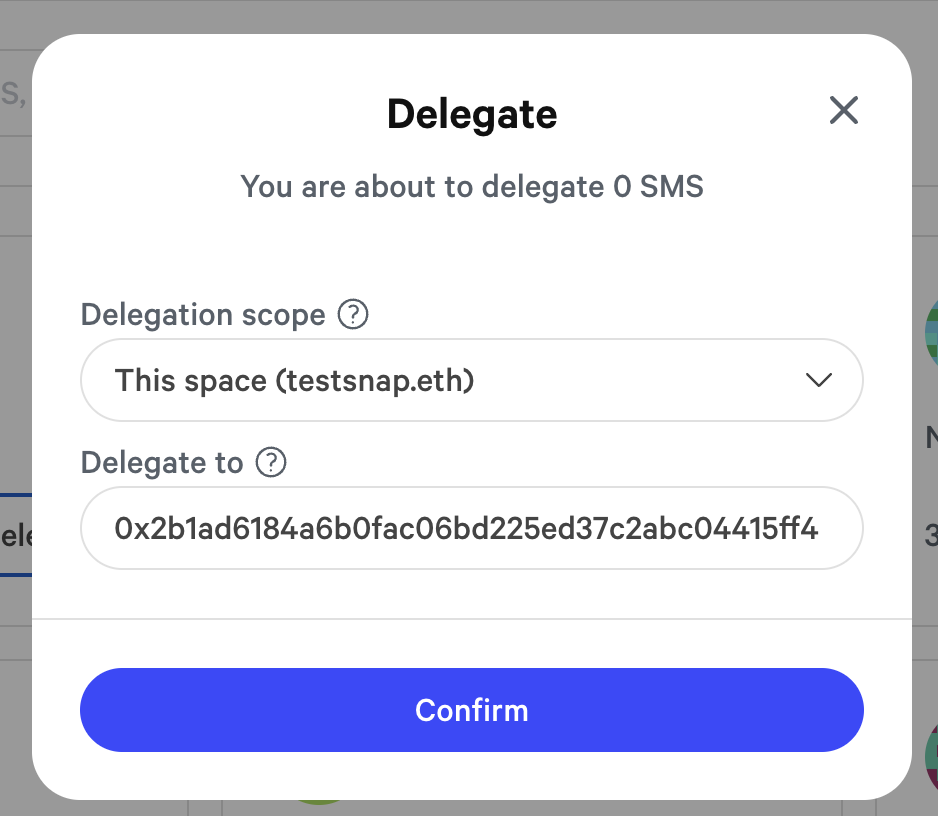 Delegate
You are about to delegate 0 SMS
Delegation scope ?
This space (testsnap.eth)
Delegate to ?
0x2b1ad6184a6b0fac06bd225ed37c2abc04415ff4
Confirm